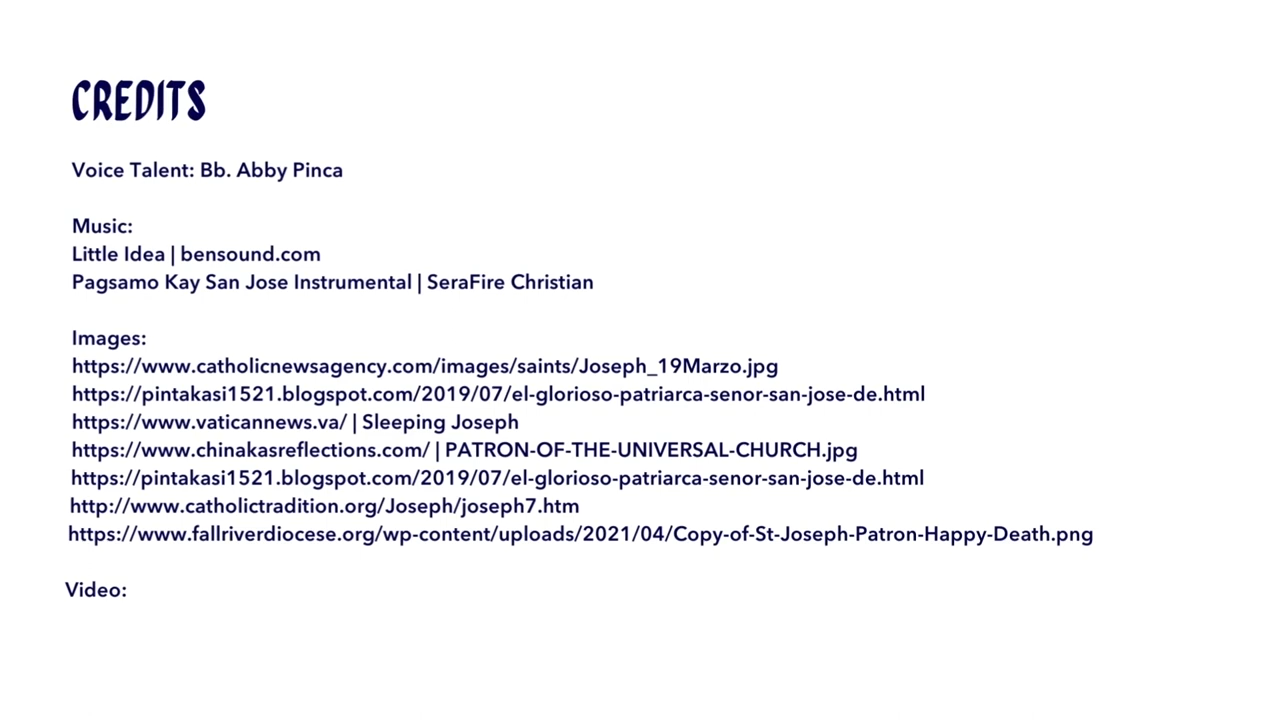 CREDITS
Voice Talent: Bb. Abby Pinca
Music:
Little Idea | bensound.com
Pagsamo Kay San Jose Instrumental | SeraFire Christian
Images:
https://www.catholicnewsagency.com/images/saints/Joseph_19Marzo.jpg
https://pintakasi1521.blogspot.com/2019/07/el-glorioso-patriarca-senor-san-jose-de.html
https://www.vaticannews.va/ | Sleeping Joseph
https://www.chinakasreflections.com/ | PATRON-OF-THE-UNIVERSAL-CHURCH.jpg
https://pintakasi1521.blogspot.com/2019/07/el-glorioso-patriarca-senor-san-jose-de.html
http://www.catholictradition.org/Joseph/joseph7.htm
https://www.fallriverdiocese.org/wp-content/uploads/2021/04/Copy-of-St-Joseph-Patron-Happy-Death.png
Video: